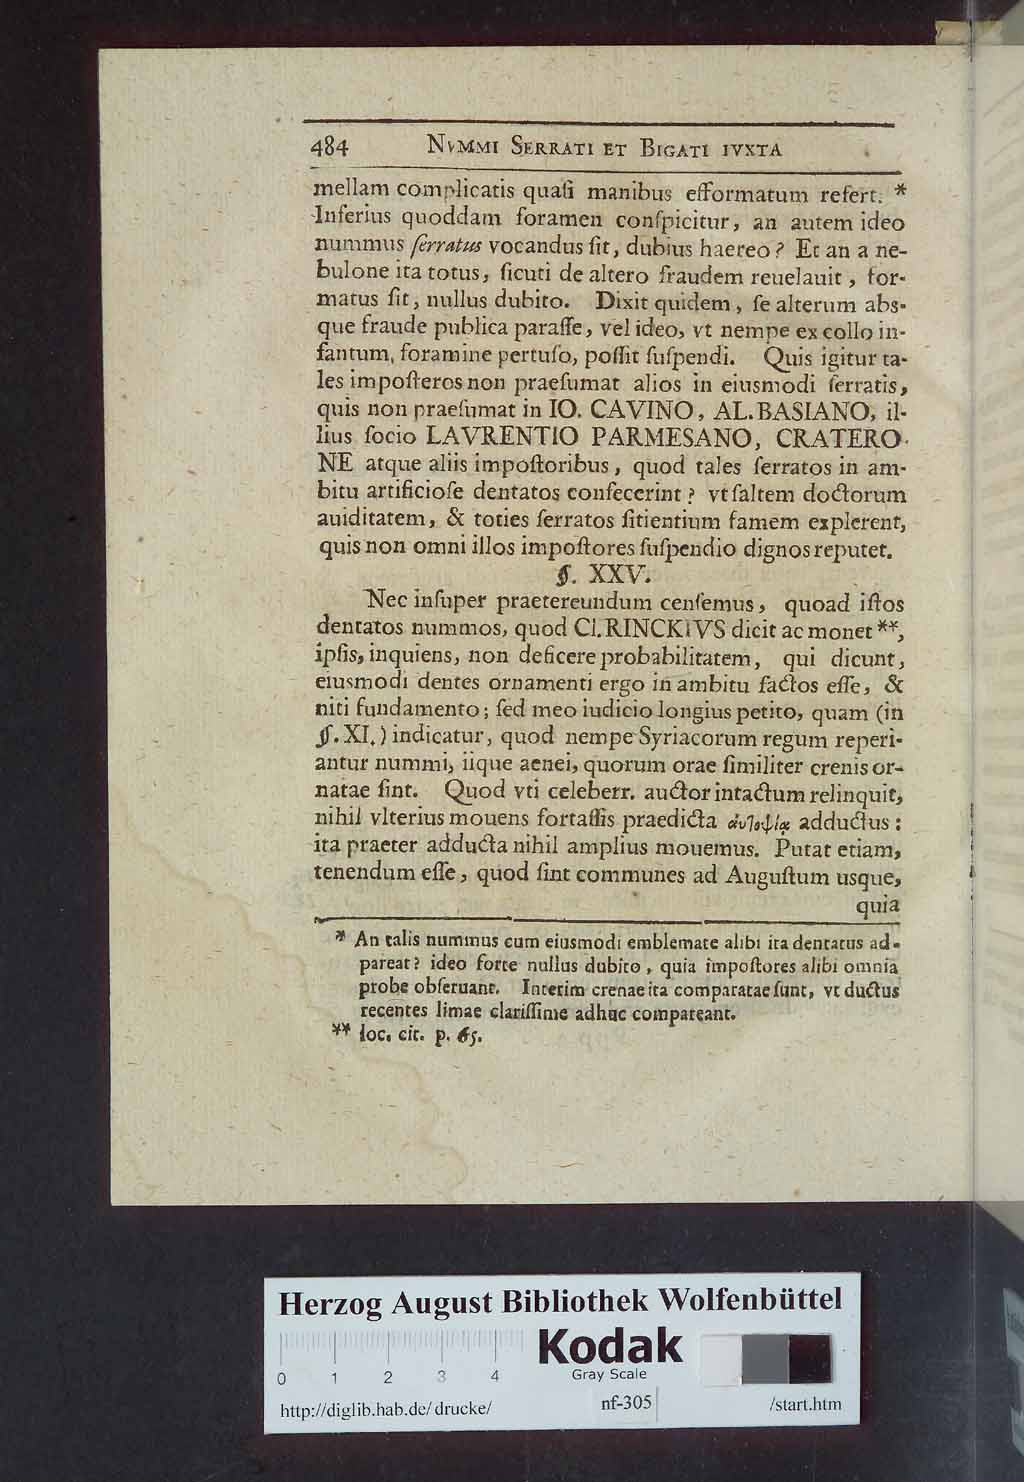 484 NVMMI SERRATI ET BIGATI IVXTA
mellam complicatis quaſi manibus efformatum refert. *
Inferius quoddam foramen conſpicitur, an autem ideo
nummus ſerratus vocandus ſit, dubius haereo? Et an a ne-
bulone ita totus, ſicuti de altero fraudem reuelauit, for-
matus ſit, nullus dubito. Dixit quidem, ſe alterum abs-
que fraude publica paraſſe, vel ideo, vt nempe ex collo in-
fantum, foramine pertuſo, poſſit ſuſpendi. Quis igitur ta-
les impoſteros non praeſumat alios in eiusmodi ſerratis,
quis non praeſumat in IO. CAVINO, AL. BASIANO, il-
lius ſocio LAVRENTIO PARMESANO, CRATERO-
NE atque aliis impoſtoribus, quod tales ſerratos in am-
bitu artificioſe dentatos confecerint? vt ſaltem doctorum
auiditatem, & toties ſerratos ſitientium famem explerent,
quis non omni illos impoſtores ſuſpendio dignos reputet.
§. XXV.
Nec inſuper praetereundum cenſemus, quoad iſtos
dentatos nummos, quod Cl. RINCKIVS dicit ac monet **,
ipſis, inquiens, non deficere probabilitatem, qui dicunt,
eiusmodi dentes ornamenti ergo in ambitu factos eſſe, &
niti fundamento; ſed meo iudicio longius petito, quam (in
§. XI.) indicatur, quod nempe Syriacorum regum reperi-
antur nummi, iique aenei, quorum orae ſimiliter crenis or-
natae ſint. Quod vti celeberr. auctor intactum relinquit,
nihil vlterius mouens fortaſſis praedicta ἀυτοψίᾳ adductus:
ita praeter adducta nihil amplius mouemus. Putat etiam,
tenendum eſſe, quod ſint communes ad Auguſtum usque,
quia
* An talis nummus cum eiusmodi emblemate alibi ita dentatus ad-
pareat? ideo forte nullus dubito, quia impoſtores alibi omnia
probe obſeruant. Interim crenae ita comparatae ſunt, vt ductus
recentes limae clariſſime adhuc compareant.
** loc. cit. p. 65.
Herzog August Bibliothek Wolfenbüttel
Kodak
Gray Scale
0 1 2 3 4
http://diglib.hab.de/drucke/ nf-305 /start.htm